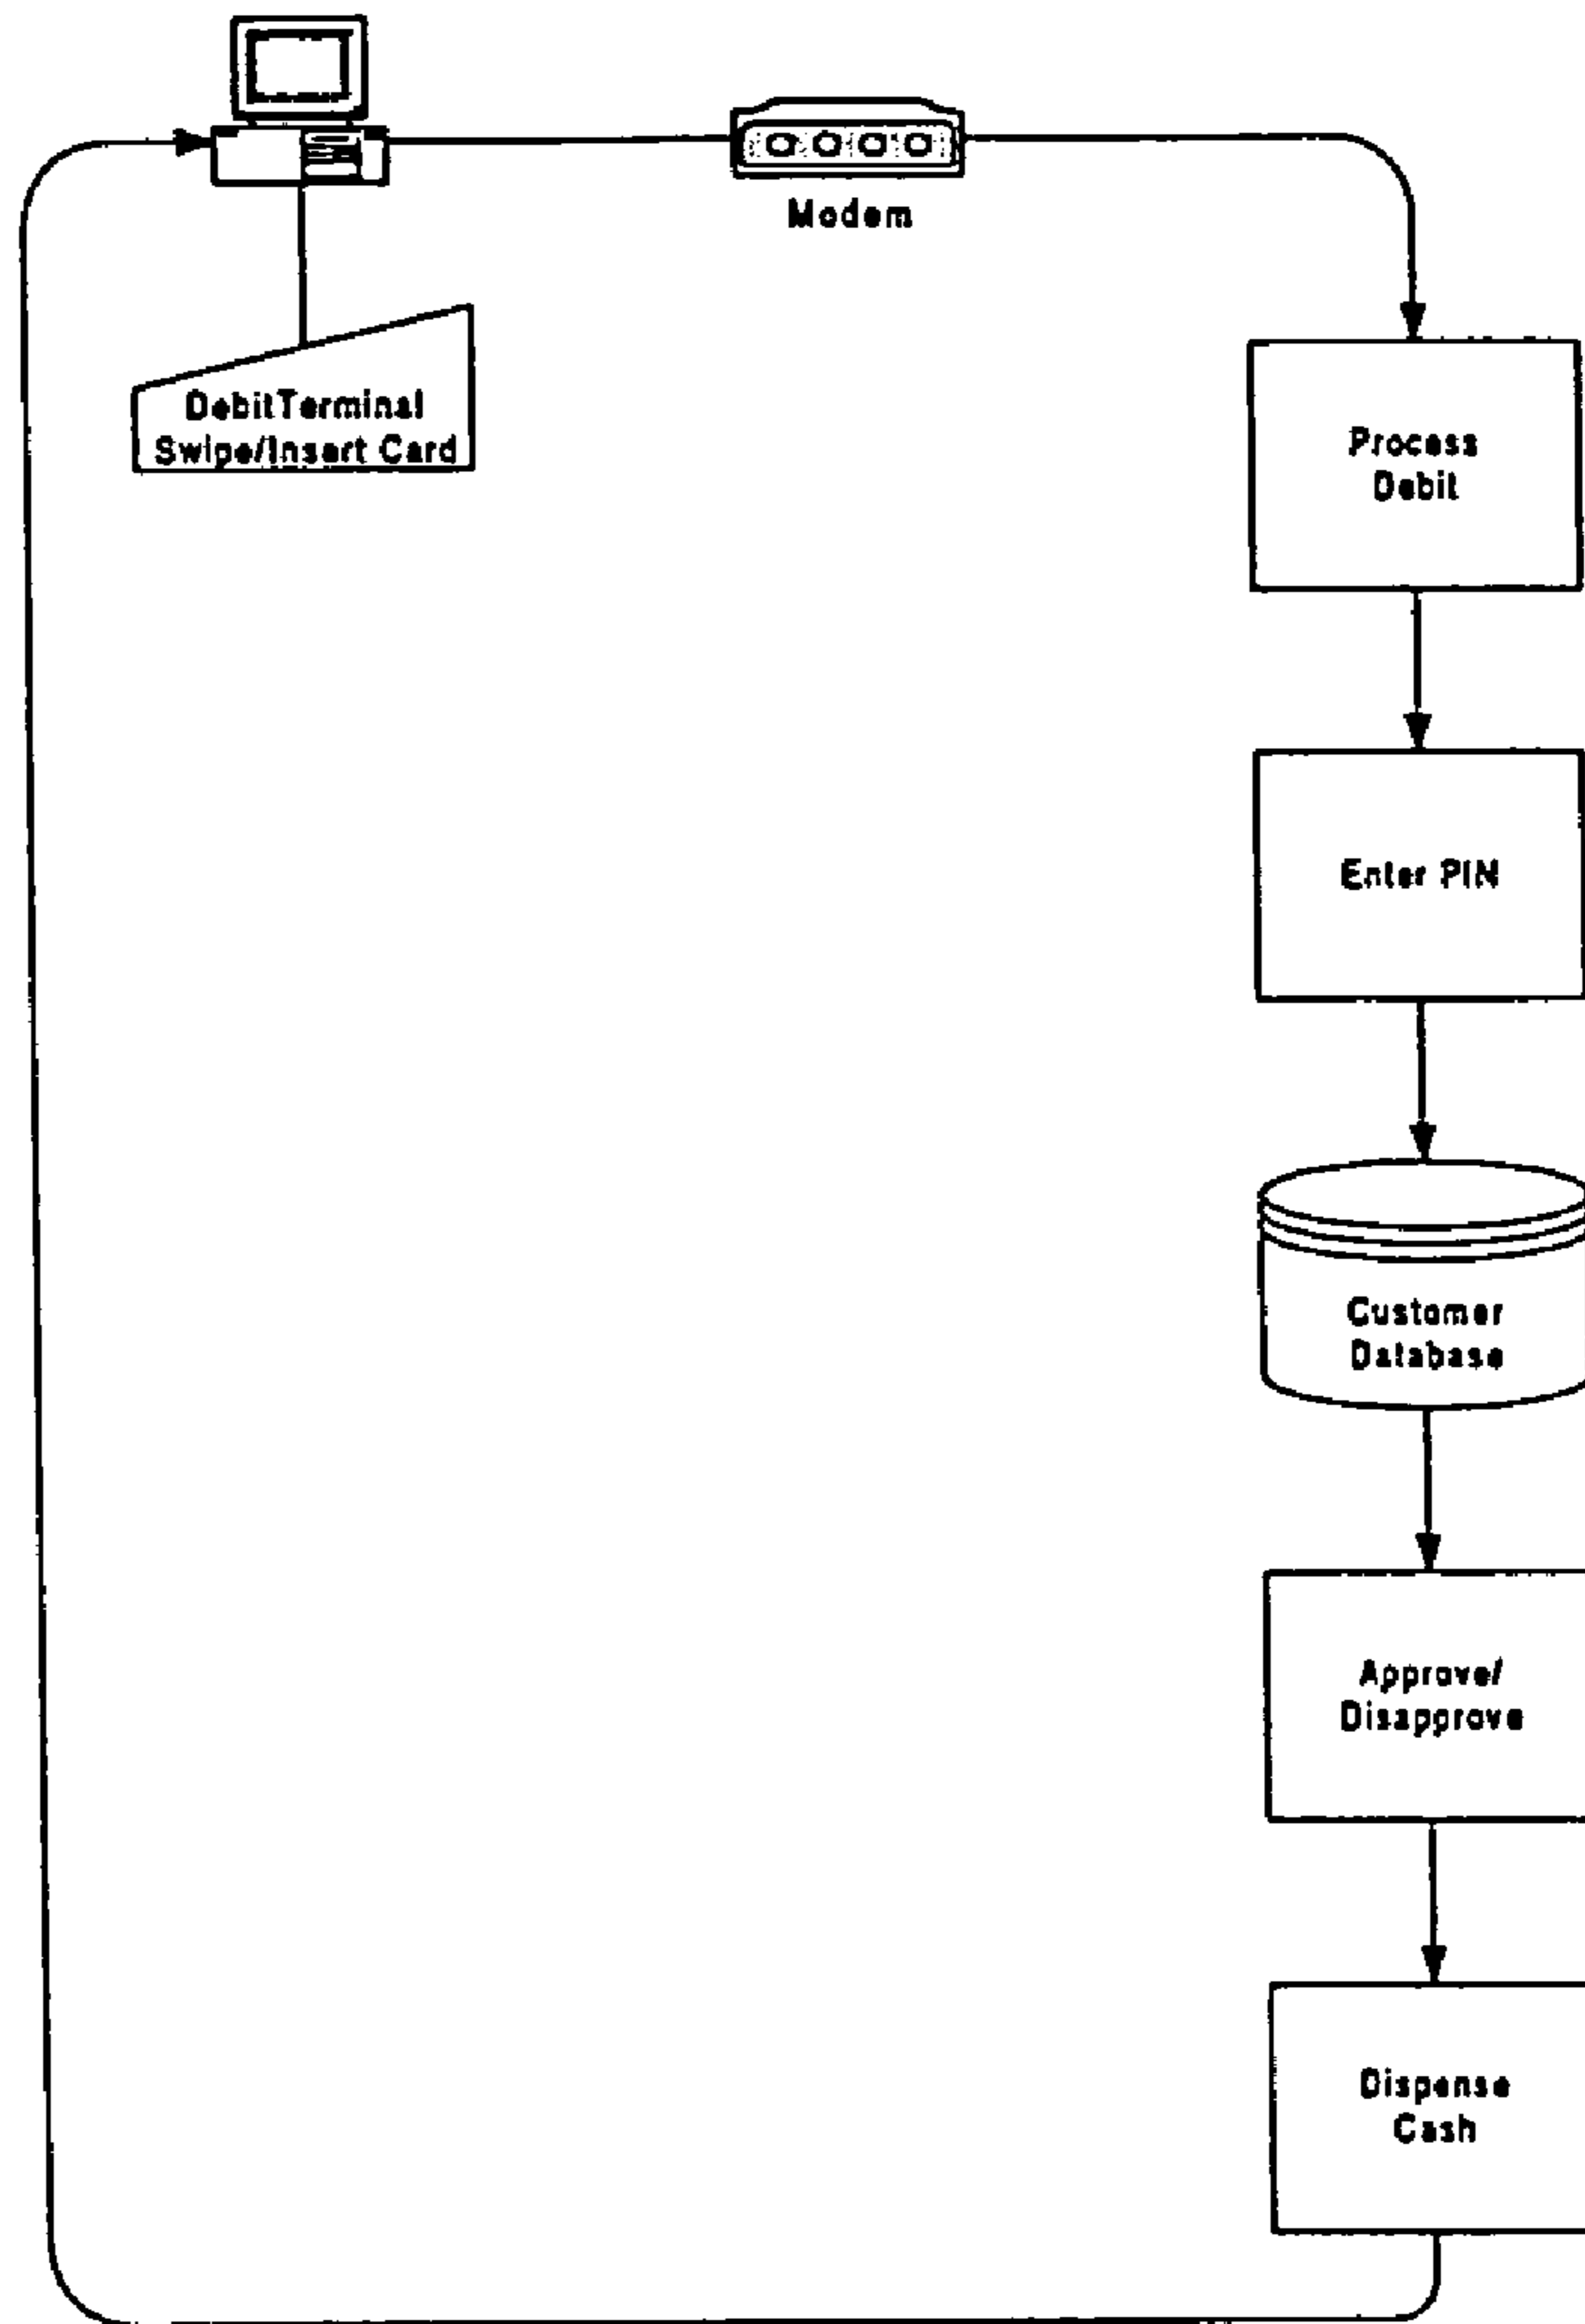 Modem
DebitTerminal
Swipe/Insert Card
Process
Debit
Enter PIN
Customer
Database
Approve/
Disapprove
Dispense
Cash